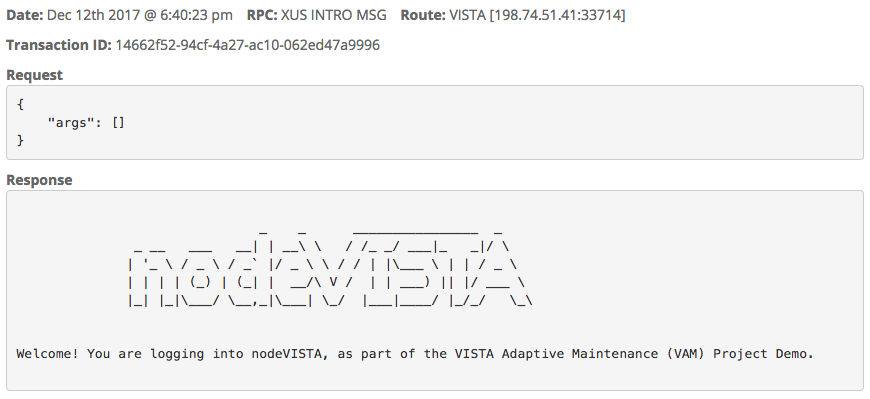 Date: Dec 12th 2017 @ 6:40:23 pm RPC: XUS INTRO MSG Route: VISTA [198.74.51.41:33714]
Transaction ID: 14662f52-94cf-4a27-ac10-062ed47a9996
Request
{
"args": []
}
Response
nodeVISTA
Welcome! You are logging into nodeVISTA, as part of the VISTA Adaptive Maintenance (VAM) Project Demo.